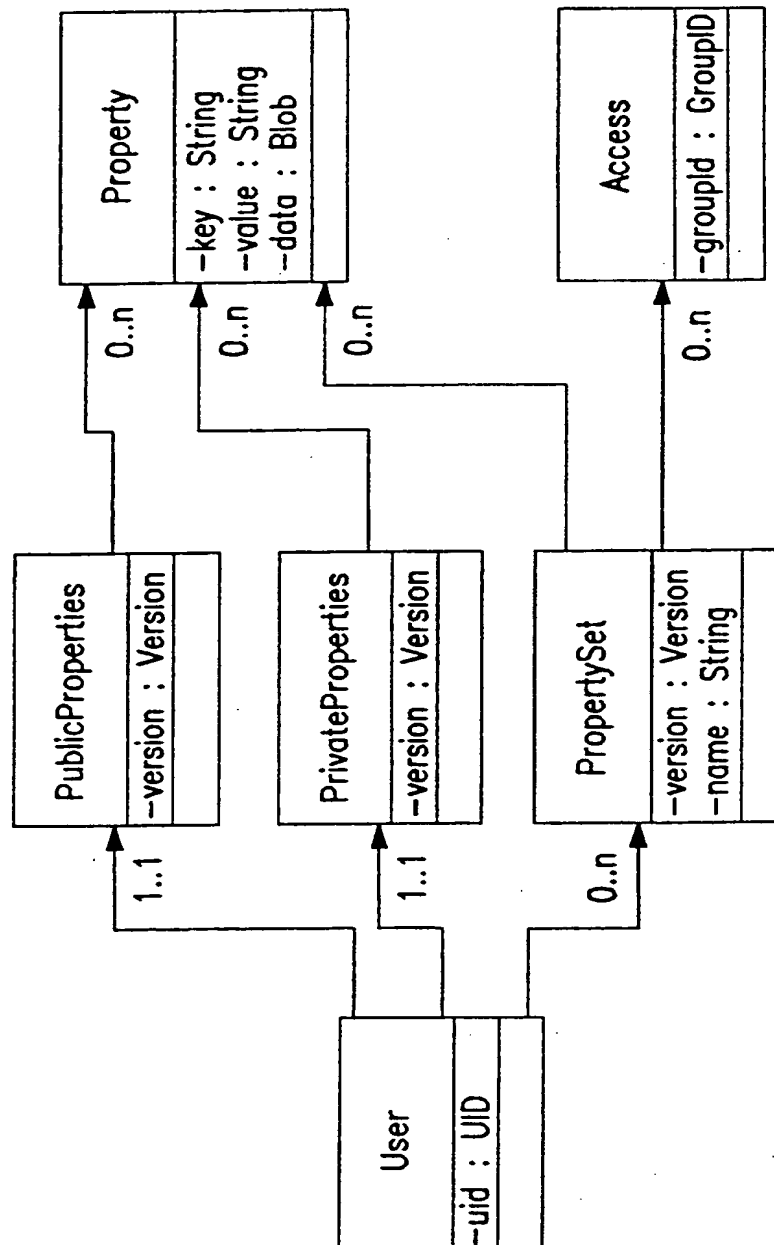 Property
-key : String
-value : String
-data : Blob
Access
-groupId : GroupID
0..n
0..n
0..n
0..n
PublicProperties
-version : Version
PrivateProperties
-version : Version
PropertySet
-version : Version
-name : String
1..1
1..1
0..n
User
-uid : UID